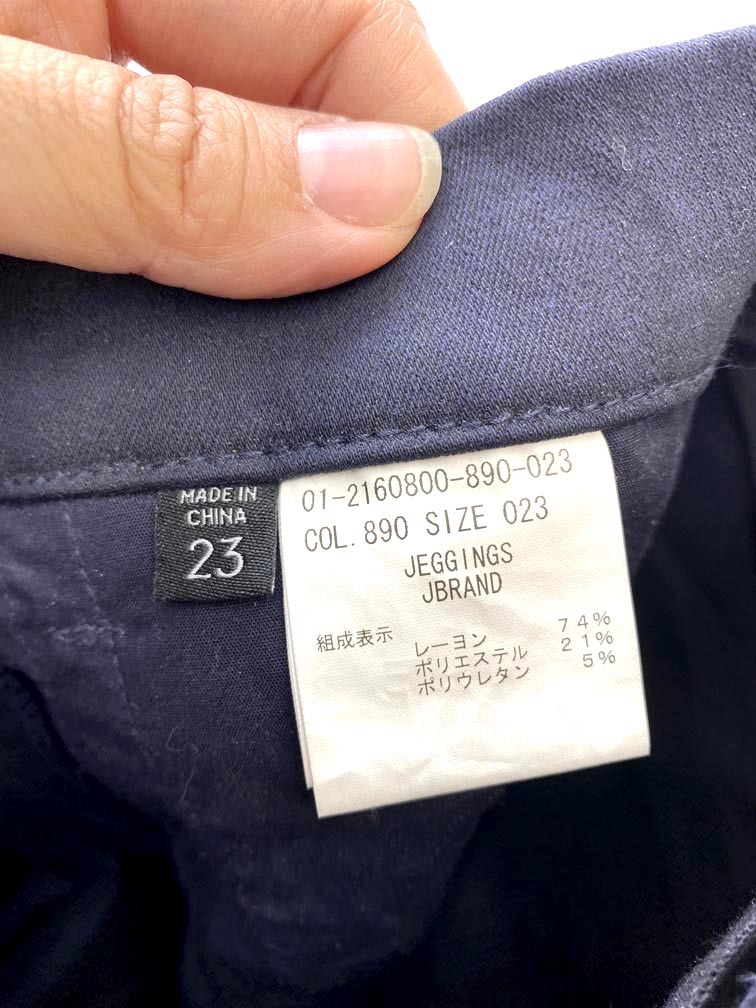 MADE IN
CHINA
23
01-2160800-890-023
COL. 890 SIZE 023
JEGGINGS
JBRAND
組成表示
レーヨン 74%
ポリエステル 21%
ポリウレタン 5%